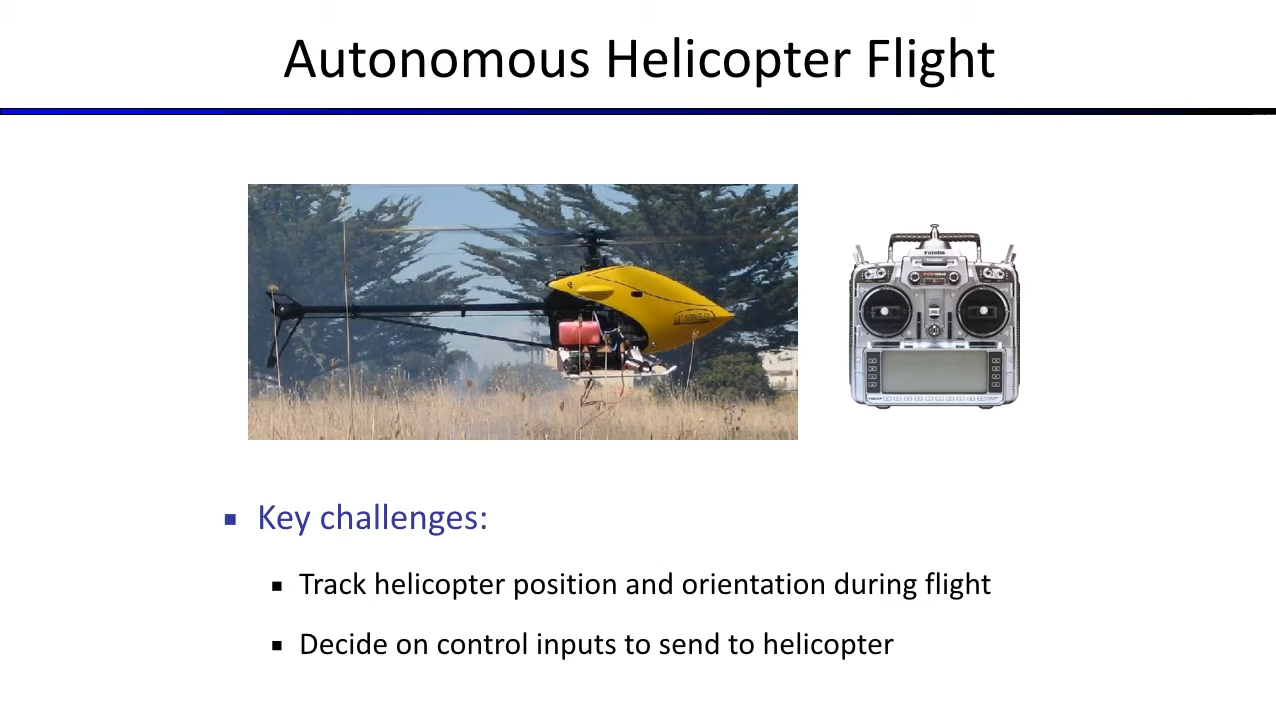 Autonomous Helicopter Flight
Futaba
Key challenges:
Track helicopter position and orientation during flight
Decide on control inputs to send to helicopter